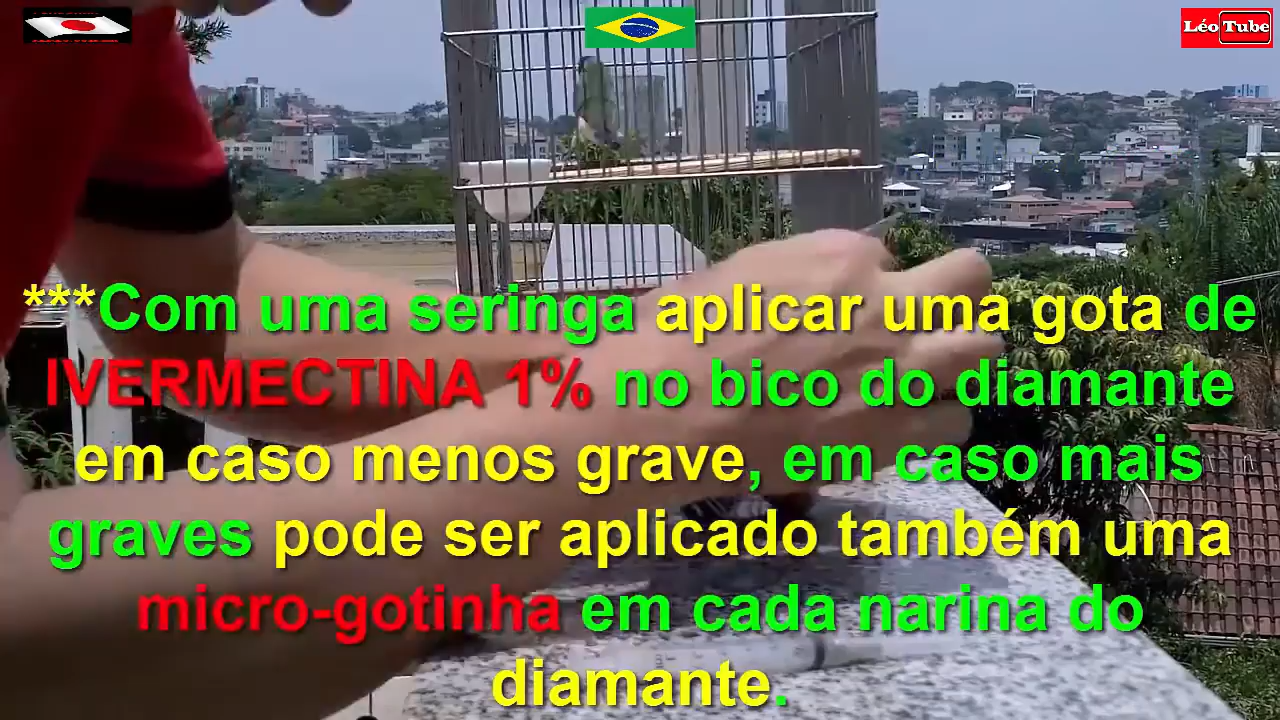 Léo Tube
***Com uma seringa aplicar uma gota de
IVERMECTINA 1% no bico do diamante
em caso menos grave, em caso mais
graves pode ser aplicado também uma
micro-gotinha em cada narina do
diamante.